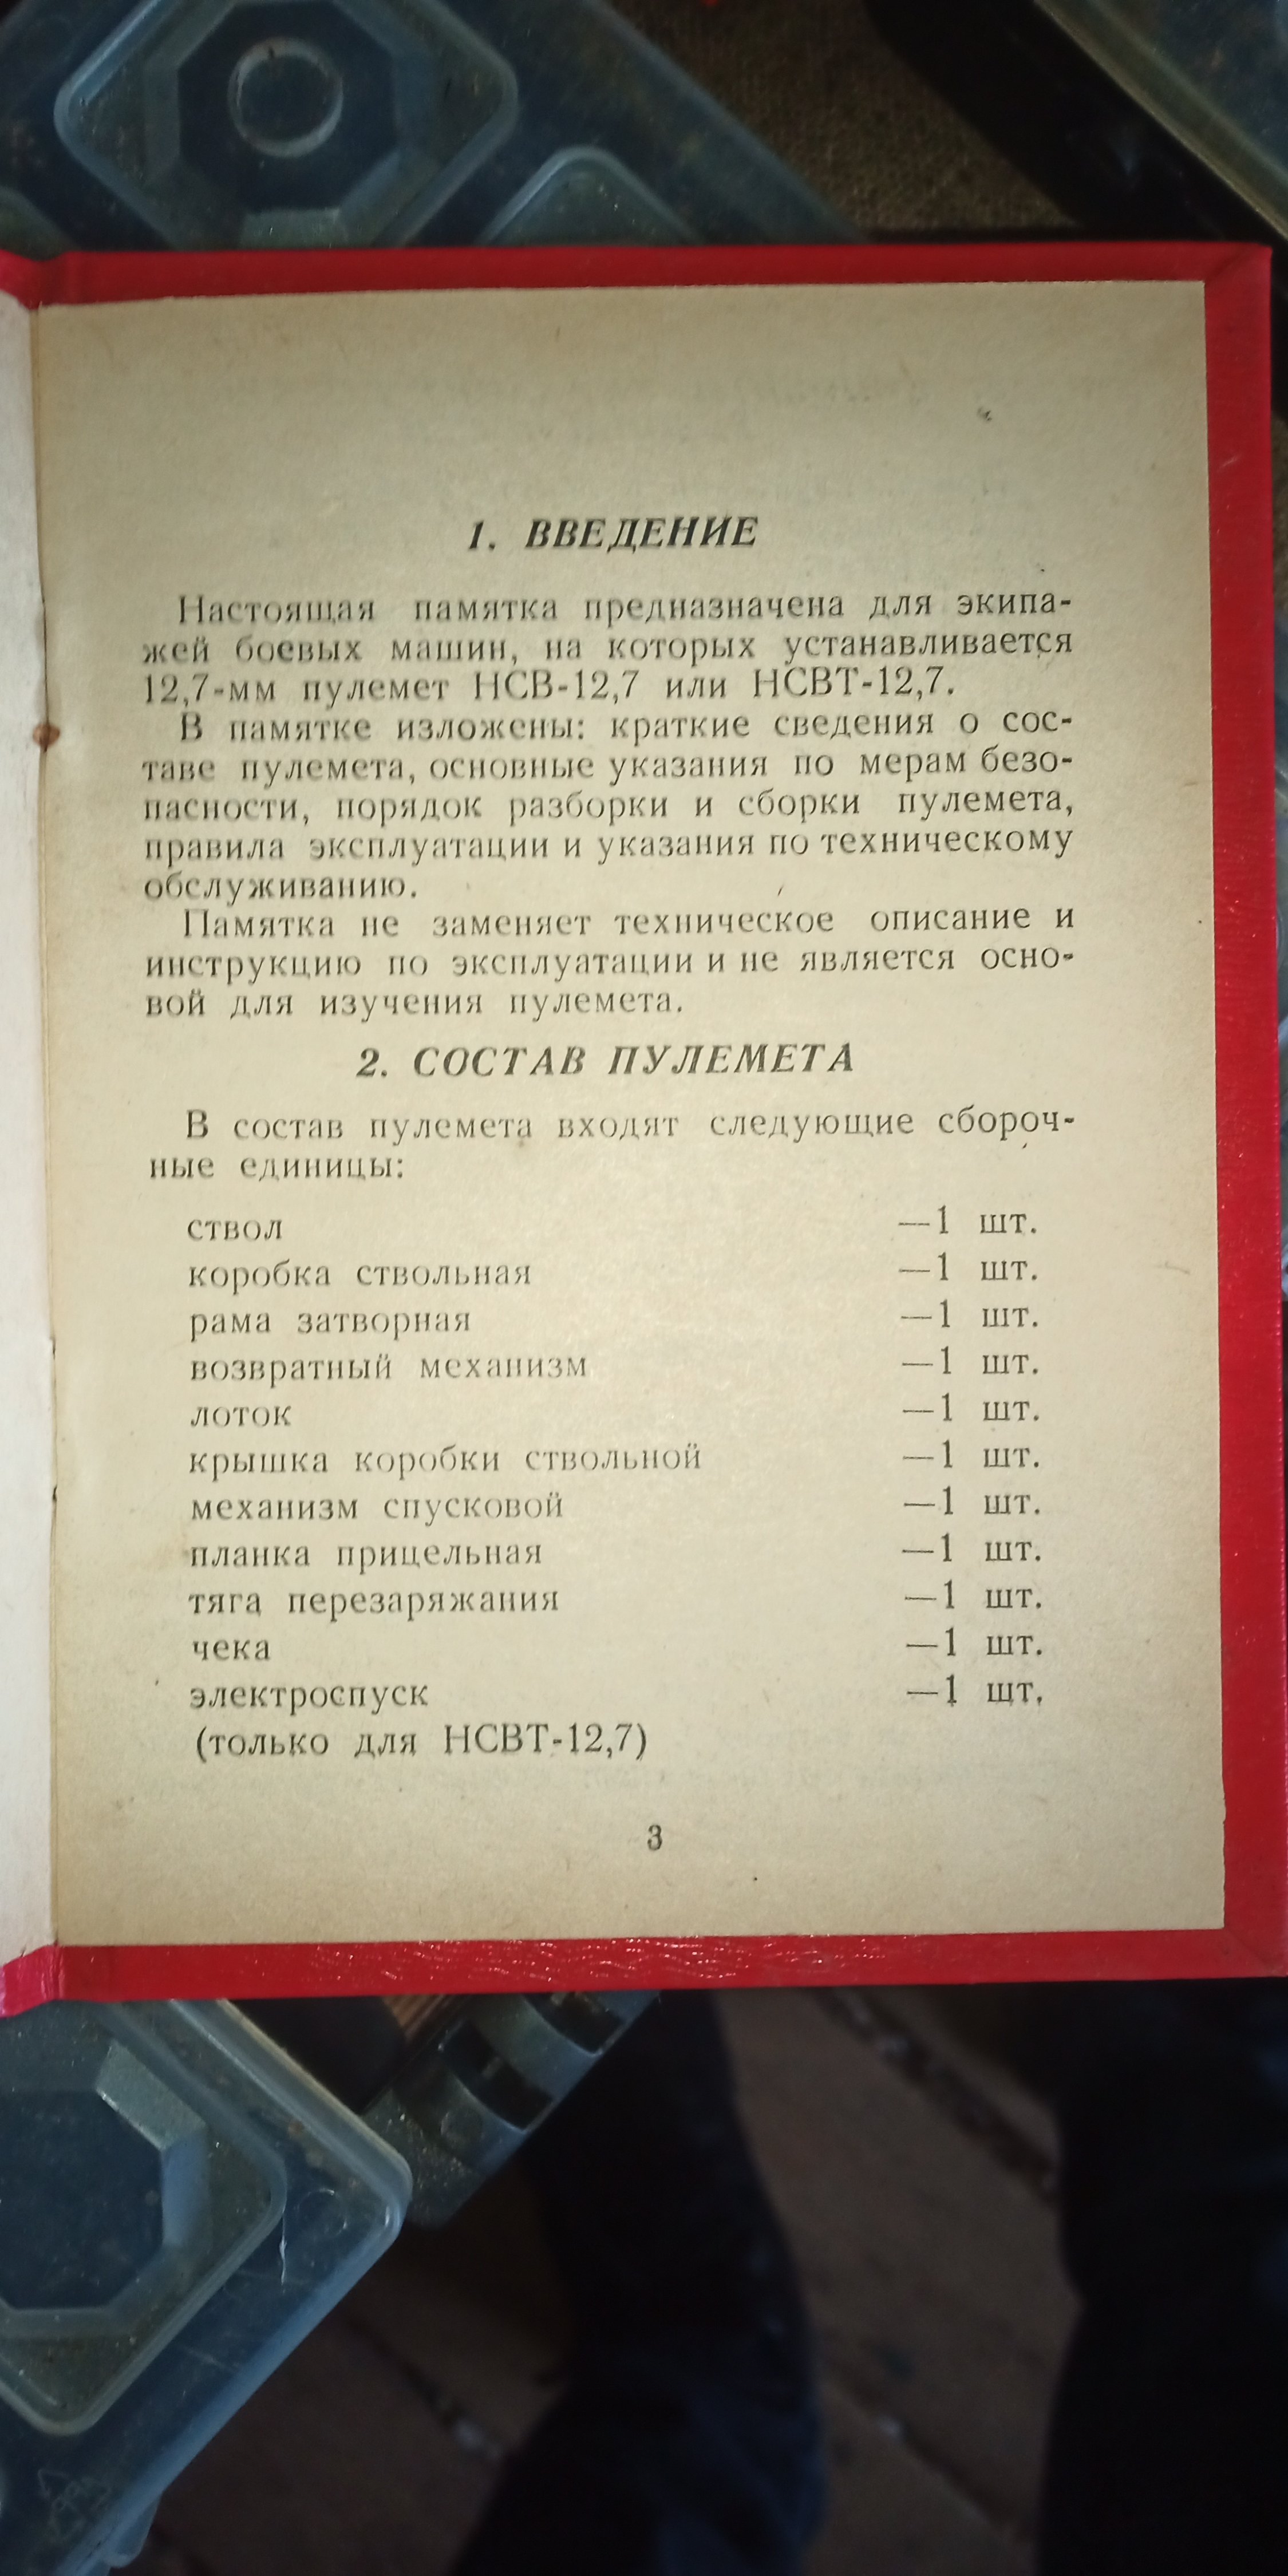 1. ВВЕДЕНИЕ
Настоящая памятка предназначена для экипа-
жей боевых машин, на которых устанавливается
12,7-мм пулемет НСВ-12,7 или НСВТ-12,7.
В памятке изложены: краткие сведения о сос-
таве пулемета, основные указания по мерам безо-
пасности, порядок разборки и сборки пулемета,
правила эксплуатации и указания по техническому
обслуживанию.
Памятка не заменяет техническое описание и
инструкцию по эксплуатации и не является осно-
вой для изучения пулемета.
2. СОСТАВ ПУЛЕМЕТА
В состав пулемета входят следующие сбороч-
ные единицы:
ствол —1 шт.
коробка ствольная —1 шт.
рама затворная —1 шт.
возвратный механизм —1 шт.
лоток —1 шт.
крышка коробки ствольной —1 шт.
механизм спусковой —1 шт.
планка прицельная —1 шт.
тяга перезаряжания —1 шт.
чека —1 шт.
электроспуск —1 шт.
(только для НСВТ-12,7)
3